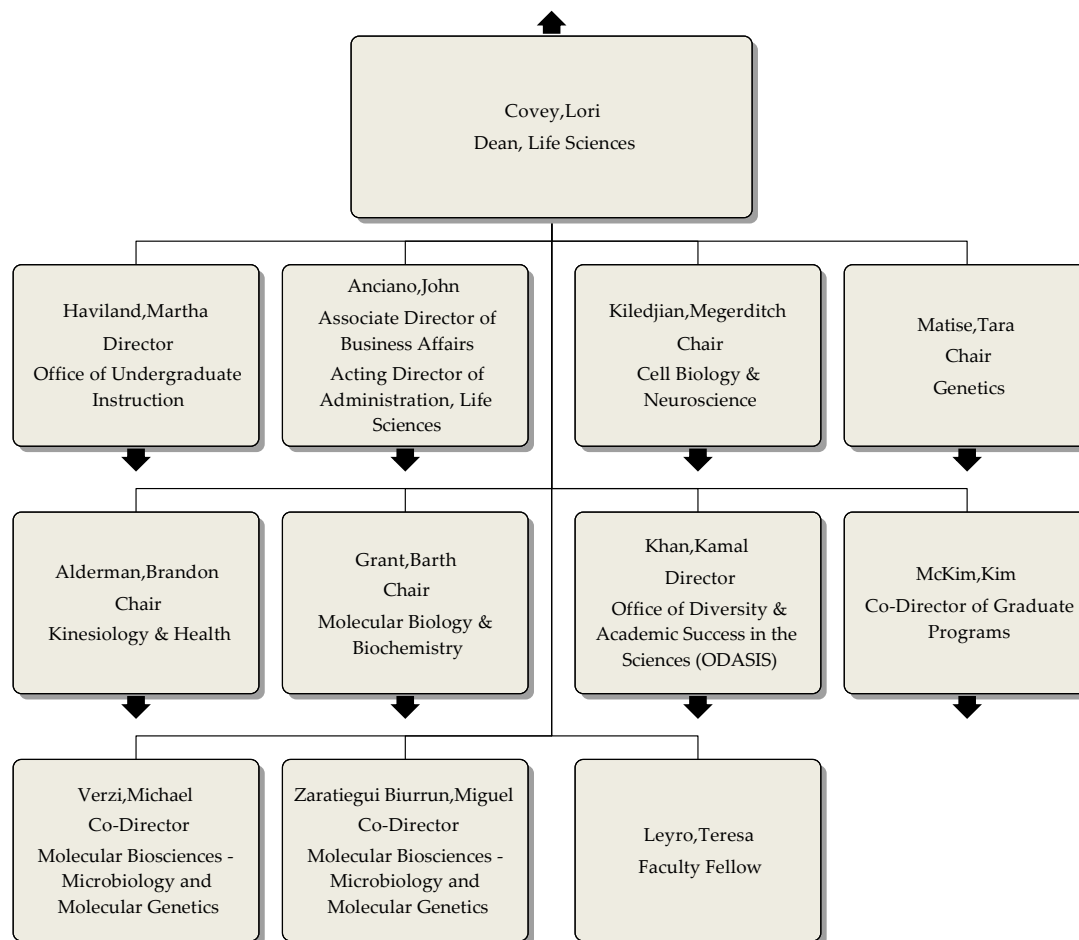 Covey,Lori
Dean, Life Sciences
Haviland,Martha
Director
Office of Undergraduate
Instruction
Anciano,John
Associate Director of
Business Affairs
Acting Director of
Administration, Life
Sciences
Kiledjian,Megerditch
Chair
Cell Biology &
Neuroscience
Matise,Tara
Chair
Genetics
Alderman,Brandon
Chair
Kinesiology & Health
Grant,Barth
Chair
Molecular Biology &
Biochemistry
Khan,Kamal
Director
Office of Diversity &
Academic Success in the
Sciences (ODASIS)
McKim,Kim
Co-Director of Graduate
Programs
Verzi,Michael
Co-Director
Molecular Biosciences -
Microbiology and
Molecular Genetics
Zaratiegui Biurrun,Miguel
Co-Director
Molecular Biosciences -
Microbiology and
Molecular Genetics
Leyro,Teresa
Faculty Fellow